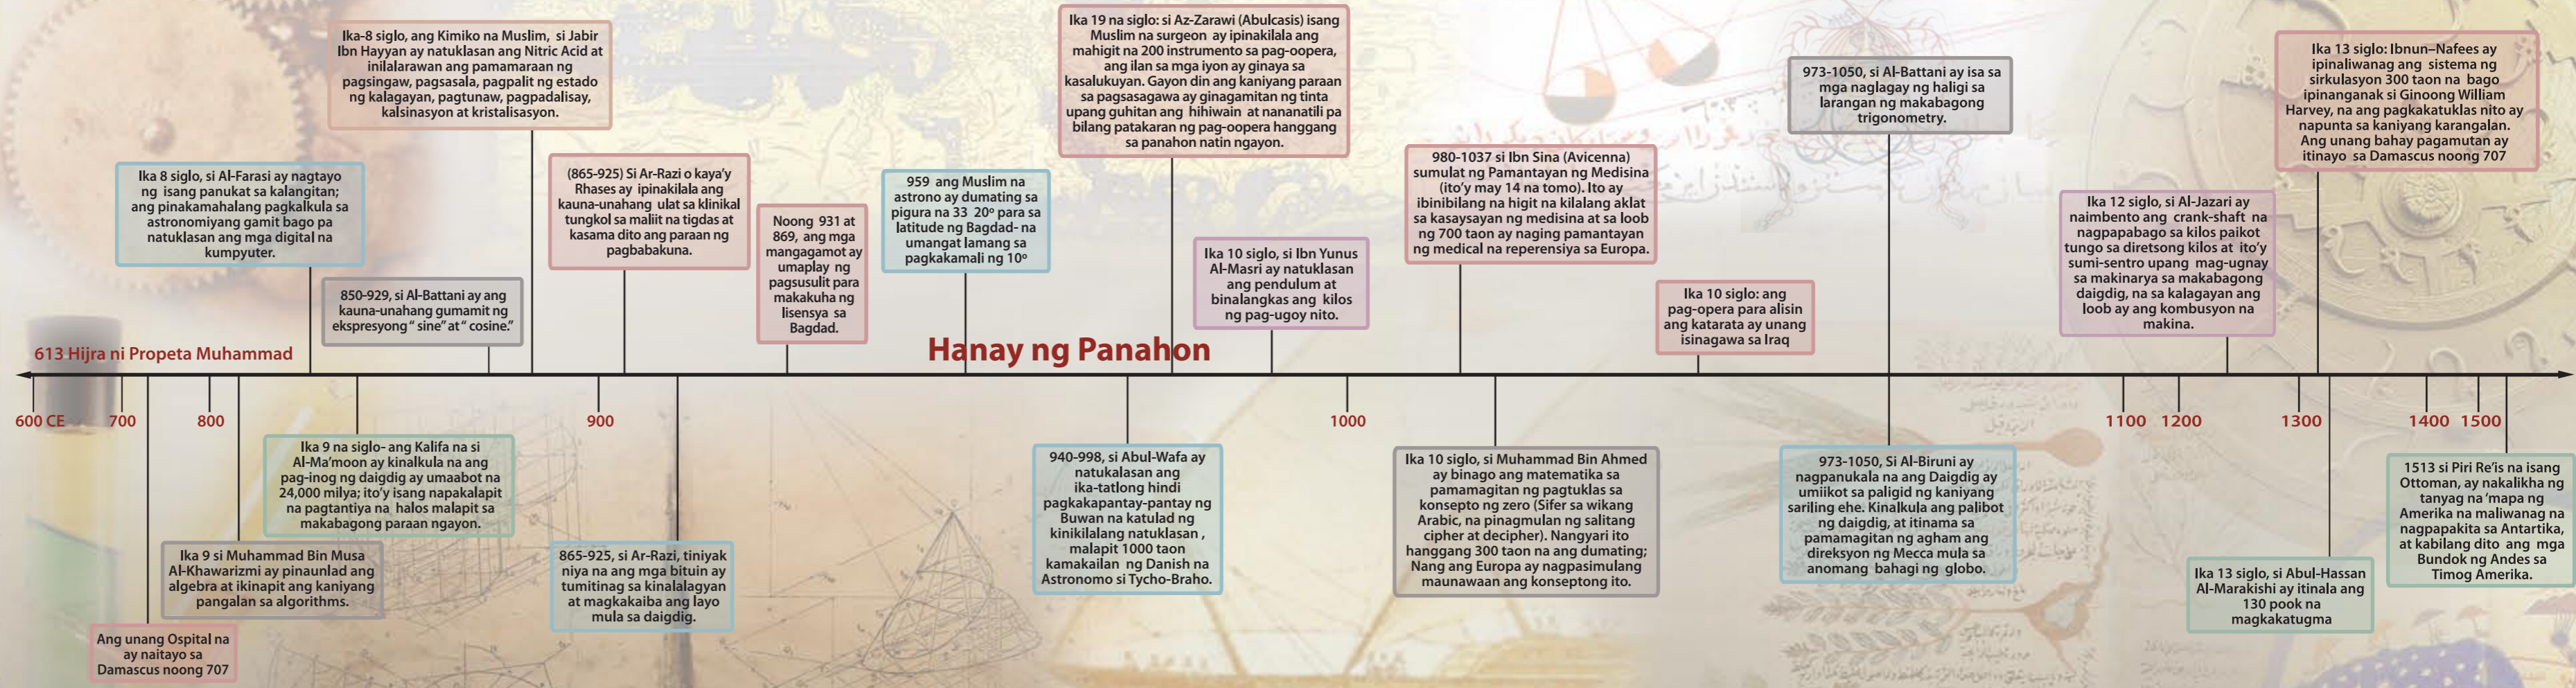 Ika-8 siglo, ang Kimiko na Muslim, si Jabir
Ibn Hayyan ay natuklasan ang Nitric Acid at
inilalarawan ang pamamaraan ng
pagsingaw, pagsasala, pagpalit ng estado
ng kalagayan, pagtunaw, pagpadalisay,
kalsinasyon at kristalisasyon.
Ika 19 na siglo: si Az-Zarawi (Abulcasis) isang
Muslim na surgeon ay ipinakilala ang
mahigit na 200 instrumento sa pag-oopera,
ang ilan sa mga iyon ay ginaya sa
kasalukuyan. Gayon din ang kaniyang paraan
sa pagsasagawa ay ginagamitan ng tinta
upang guhitan ang hihiwain at nananatili pa
bilang patakaran ng pag-oopera hanggang
sa panahon natin ngayon.
973-1050, si Al-Battani ay isa sa
mga naglagay ng haligi sa
larangan ng makabagong
trigonometry.
Ika 13 siglo: Ibnun–Nafees ay
ipinaliwanag ang sistema ng
sirkulasyon 300 taon na bago
ipinanganak si Ginoong William
Harvey, na ang pagkakatuklas nito ay
napunta sa kaniyang karangalan.
Ang unang bahay pagamutan ay
itinayo sa Damascus noong 707
Ika 8 siglo, si Al-Farasi ay nagtayo
ng isang panukat sa kalangitan;
ang pinakamahalang pagkalkula sa
astronomiyang gamit bago pa
natuklasan ang mga digital na
kumpyuter.
(865-925) Si Ar-Razi o kaya'y
Rhases ay ipinakilala ang
kauna-unahang ulat sa klinikal
tungkol sa maliit na tigdas at
kasama dito ang paraan ng
pagbabakuna.
Noong 931 at
869, ang mga
mangagamot ay
umaplay ng
pagsusulit para
makakuha ng
lisensya sa
Bagdad.
959 ang Muslim na
astrono ay dumating sa
pigura na 33 20º para sa
latitude ng Bagdad- na
umangat lamang sa
pagkakamali ng 10º
Ika 10 siglo, si Ibn Yunus
Al-Masri ay natuklasan
ang pendulum at
binalangkas ang kilos
ng pag-ugoy nito.
980-1037 si Ibn Sina (Avicenna)
sumulat ng Pamantayan ng Medisina
(ito'y may 14 na tomo). Ito ay
ibinibilang na higit na kilalang aklat
sa kasaysayan ng medisina at sa loob
ng 700 taon ay naging pamantayan
ng medical na reperensiya sa Europa.
Ika 10 siglo: ang
pag-opera para alisin
ang katarata ay unang
isinagawa sa Iraq
Ika 12 siglo, si Al-Jazari ay
naimbento ang crank-shaft na
nagpapabago sa kilos paikot
tungo sa diretsong kilos at ito'y
sumi-sentro upang mag-ugnay
sa makinarya sa makabagong
daigdig, na sa kalagayan ang
loob ay ang kombusyon na
makina.
850-929, si Al-Battani ay ang
kauna-unahang gumamit ng
ekspresyong “ sine” at “ cosine.”
613 Hijra ni Propeta Muhammad
Hanay ng Panahon
600 CE 700 800 900 1000 1100 1200 1300 1400 1500
Ika 9 na siglo- ang Kalifa na si
Al-Ma'moon ay kinalkula na ang
pag-inog ng daigdig ay umaabot na
24,000 milya; ito'y isang napakalapit
na pagtantiya na halos malapit sa
makabagong paraan ngayon.
Ika 9 si Muhammad Bin Musa
Al-Khawarizmi ay pinaunlad ang
algebra at ikinapit ang kaniyang
pangalan sa algorithms.
Ang unang Ospital na
ay naitayo sa
Damascus noong 707
865-925, si Ar-Razi, tiniyak
niya na ang mga bituin ay
tumitinag sa kinalalagyan
at magkakaiba ang layo
mula sa daigdig.
940-998, si Abul-Wafa ay
natukalasan ang
ika-tatlong hindi
pagkakapantay-pantay ng
Buwan na katulad ng
kinikilalang natuklasan ,
malapit 1000 taon
kamakailan ng Danish na
Astronomo si Tycho-Braho.
Ika 10 siglo, si Muhammad Bin Ahmed
ay binago ang matematika sa
pamamagitan ng pagtuklas sa
konsepto ng zero (Sifer sa wikang
Arabic, na pinagmulan ng salitang
cipher at decipher). Nangyari ito
hanggang 300 taon na ang dumating;
Nang ang Europa ay nagpasimulang
maunawaan ang konseptong ito.
973-1050, Si Al-Biruni ay
nagpanukala na ang Daigdig ay
umiikot sa paligid ng kaniyang
sariling ehe. Kinalkula ang palibot
ng daigdig, at itinama sa
pamamagitan ng agham ang
direksyon ng Mecca mula sa
anomang bahagi ng globo.
Ika 13 siglo, si Abul-Hassan
Al-Marakishi ay itinala ang
130 pook na
magkakatugma
1513 si Piri Re'is na isang
Ottoman, ay nakalikha ng
tanyag na 'mapa ng
Amerika na maliwanag na
nagpapakita sa Antartika,
at kabilang dito ang mga
Bundok ng Andes sa
Timog Amerika.